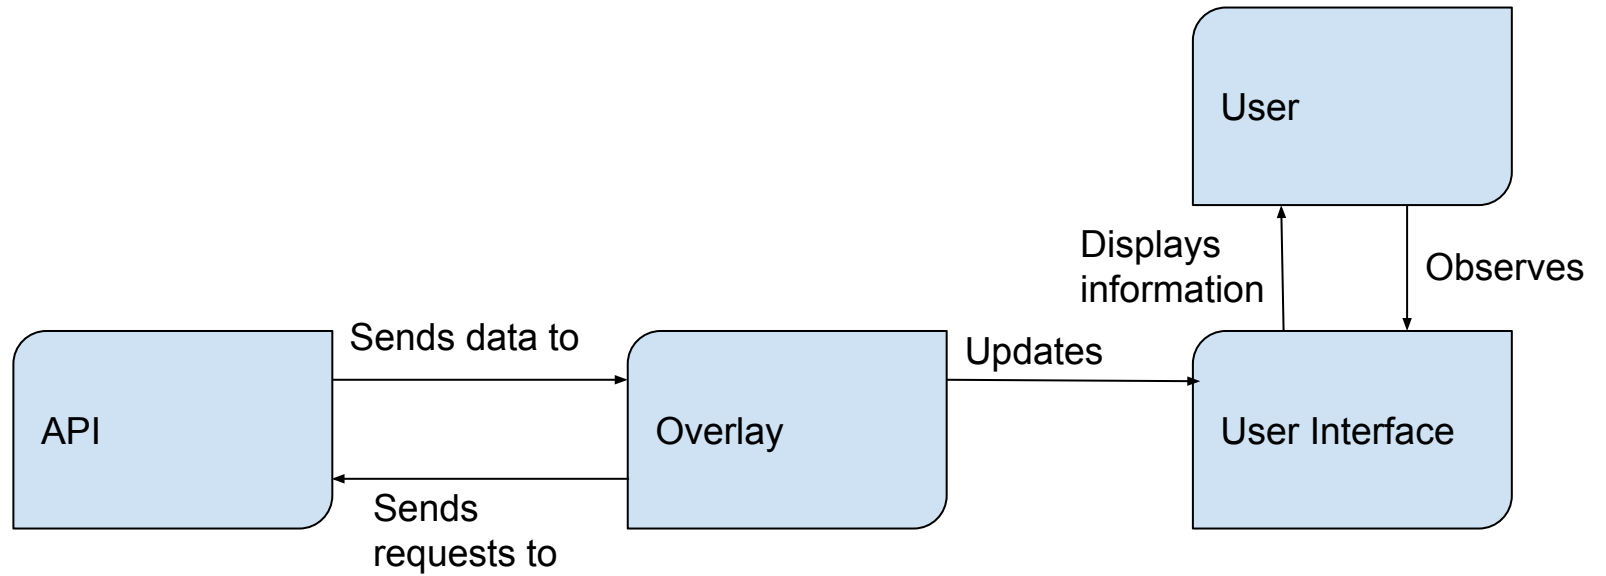 User
Displays
information
Observes
Sends data to
Updates
API
Overlay
User Interface
Sends
requests to